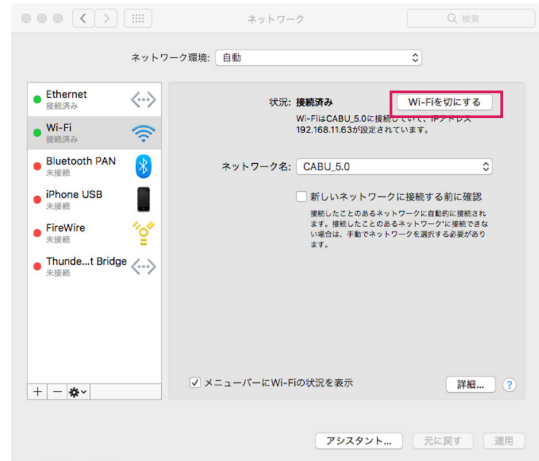 ネットワーク
検索
ネットワーク環境: 自動
Ethernet
接続済み
Wi-Fi
接続済み
Bluetooth PAN
未接続
iPhone USB
未接続
FireWire
未接続
Thunde...t Bridge
未接続
状況: 接続済み
Wi-Fiを切にする
Wi-FiはCABU_5.0に接続していて、IPアドレス
192.168.11.63が設定されています。
ネットワーク名: CABU_5.0
新しいネットワークに接続する前に確認
接続したことのあるネットワークに自動的に接続され
ます。接続したことのあるネットワークに接続できな
い場合は、手動でネットワークを選択する必要があり
ます。
メニューバーにWi-Fiの状況を表示
詳細...
?
アシスタント...
元に戻す
適用